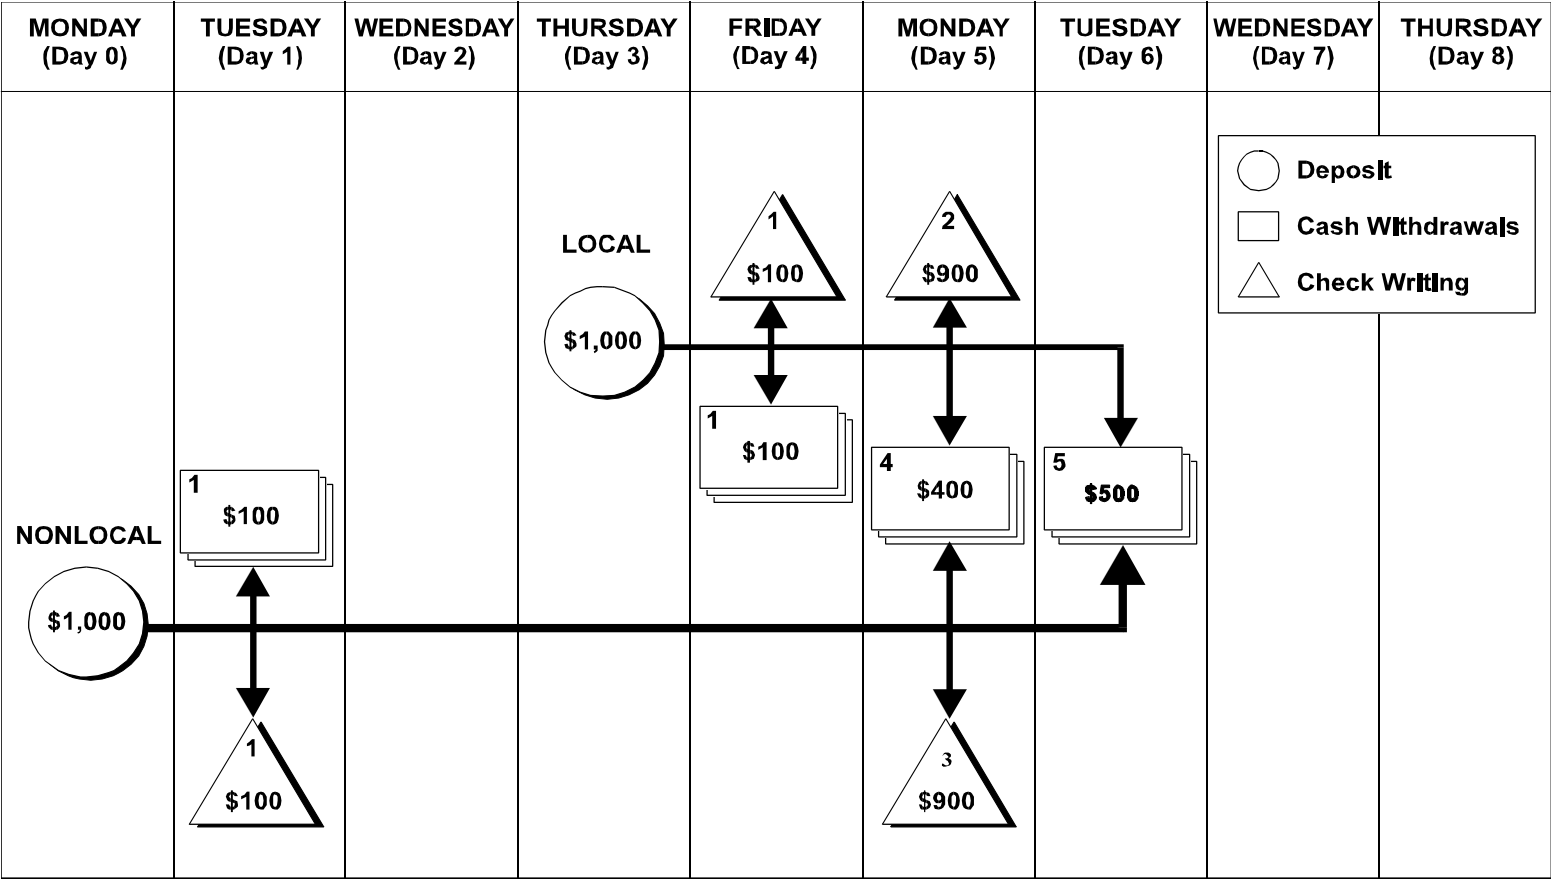 MONDAY
(Day 0)
TUESDAY
(Day 1)
WEDNESDAY
(Day 2)
THURSDAY
(Day 3)
FRIDAY
(Day 4)
MONDAY
(Day 5)
TUESDAY
(Day 6)
WEDNESDAY
(Day 7)
THURSDAY
(Day 8)
Deposit
Cash Withdrawals
Check Writing
LOCAL
$1,000
1
$100
2
$900
1
$100
4
$400
5
$500
1
$100
NONLOCAL
$1,000
1
$100
3
$900